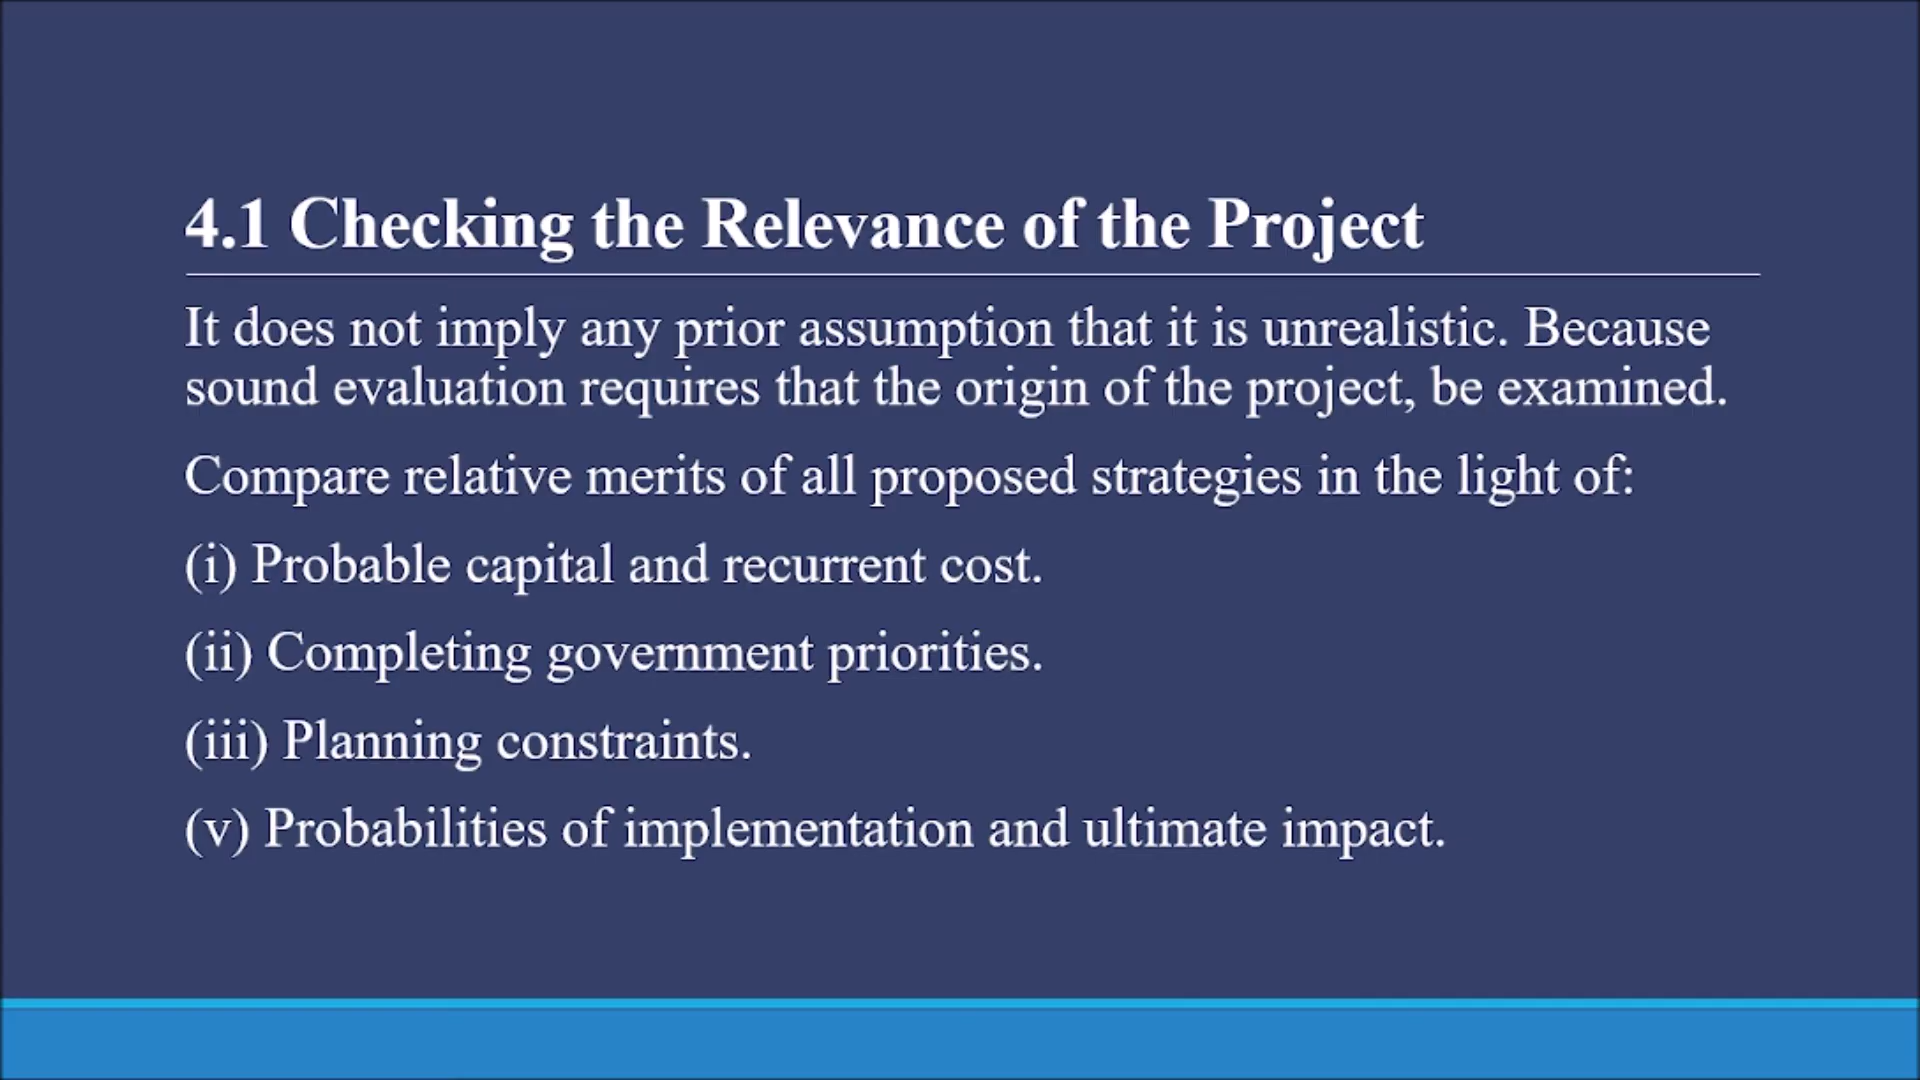 4.1 Checking the Relevance of the Project
It does not imply any prior assumption that it is unrealistic. Because
sound evaluation requires that the origin of the project, be examined.
Compare relative merits of all proposed strategies in the light of:
(i) Probable capital and recurrent cost.
(ii) Completing government priorities.
(iii) Planning constraints.
(v) Probabilities of implementation and ultimate impact.